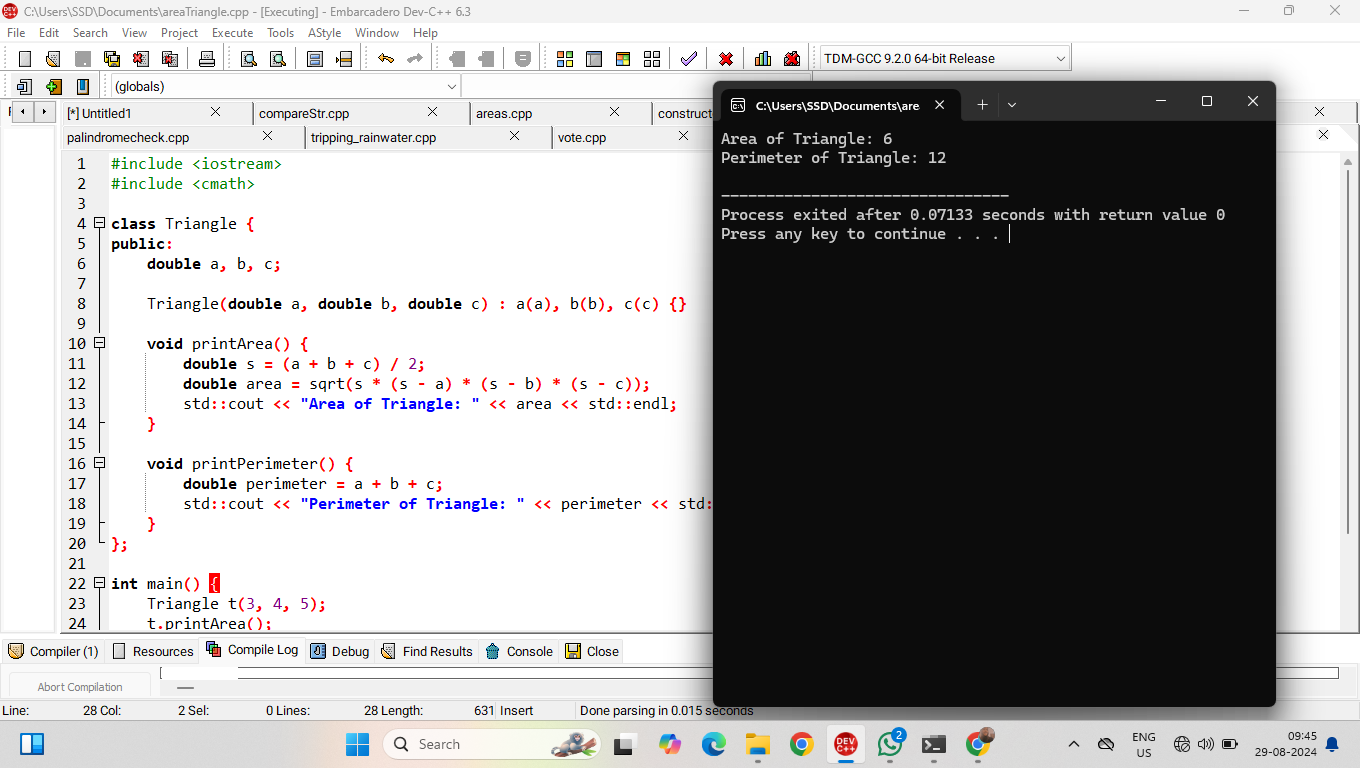 C:\Users\SSD\Documents\areaTriangle.cpp - [Executing] - Embarcadero Dev-C++ 6.3
File Edit Search View Project Execute Tools AStyle Window Help
TDM-GCC 9.2.0 64-bit Release
(globals)
[*] Untitled1 compareStr.cpp areas.cpp construct
palindromecheck.cpp tripping_rainwater.cpp vote.cpp
1 #include <iostream>
2 #include <cmath>
3
4 class Triangle {
5 public:
6 double a, b, c;
7
8 Triangle(double a, double b, double c) : a(a), b(b), c(c) {}
9
10 void printArea() {
11 double s = (a + b + c) / 2;
12 double area = sqrt(s * (s - a) * (s - b) * (s - c));
13 std::cout << "Area of Triangle: " << area << std::endl;
14 }
15
16 void printPerimeter() {
17 double perimeter = a + b + c;
18 std::cout << "Perimeter of Triangle: " << perimeter << std:
19 }
20 };
21
22 int main() {
23 Triangle t(3, 4, 5);
24 t.printArea();
C:\Users\SSD\Documents\are
Area of Triangle: 6
Perimeter of Triangle: 12
--------------------------------
Process exited after 0.07133 seconds with return value 0
Press any key to continue . . .
Compiler (1) Resources Compile Log Debug Find Results Console Close
Abort Compilation
Line: 28 Col: 2 Sel: 0 Lines: 28 Length: 631 Insert Done parsing in 0.015 seconds
Search
DEV C++
2
ENG
US
09:45
29-08-2024